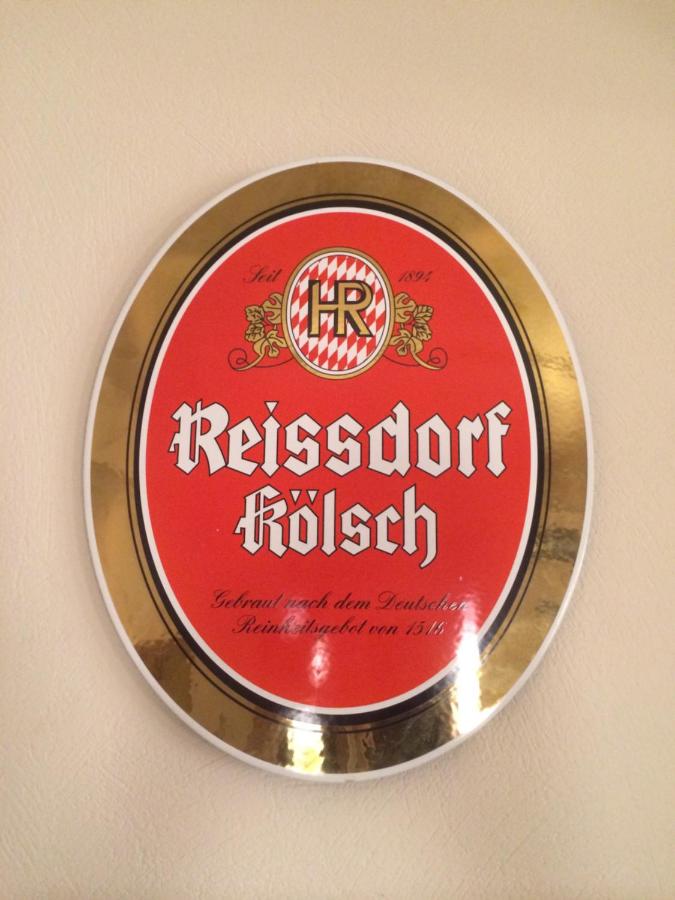 Seit 1894
HR
Reissdorf
Kölsch
Gebraut nach dem Deutschen
Reinheitsgebot von 1516